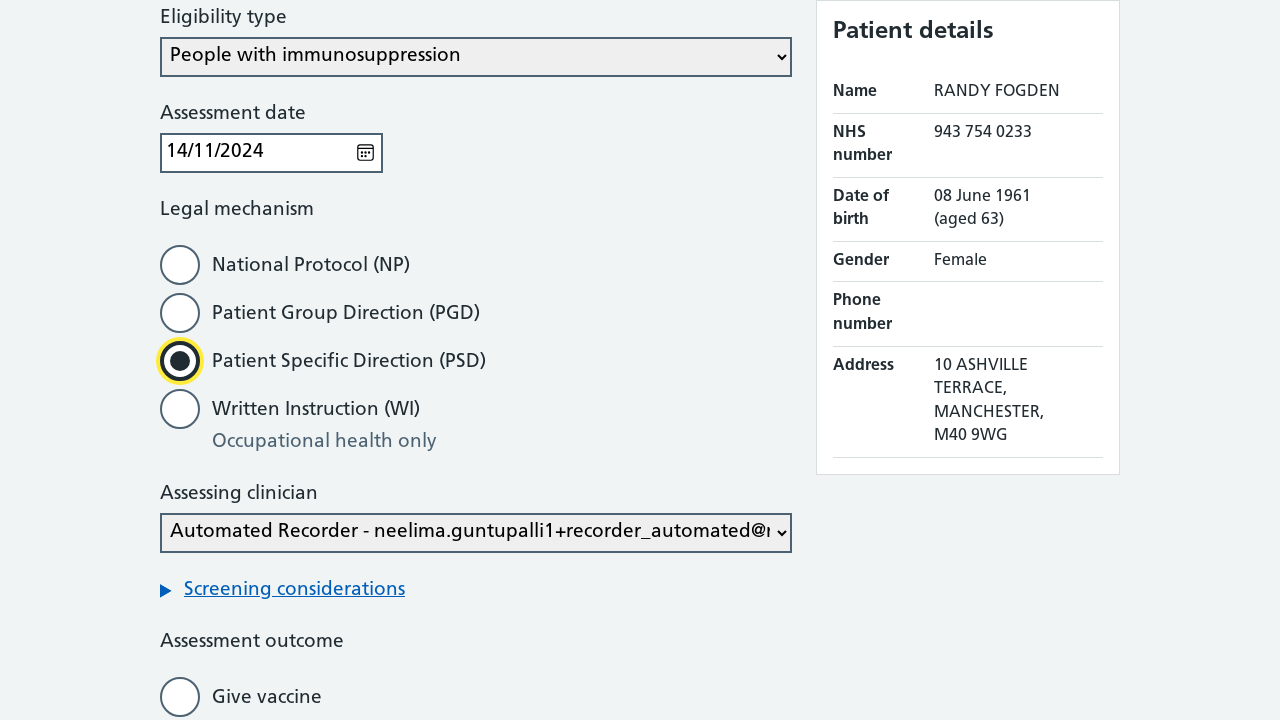 Eligibility type
People with immunosuppression
Assessment date
14/11/2024
Legal mechanism
National Protocol (NP)
Patient Group Direction (PGD)
Patient Specific Direction (PSD)
Written Instruction (WI)
Occupational health only
Assessing clinician
Automated Recorder - neelima.guntupalli1+recorder_automated@
Screening considerations
Assessment outcome
Give vaccine
Patient details
Name RANDY FOGDEN
NHS number 943 754 0233
Date of birth 08 June 1961 (aged 63)
Gender Female
Phone number
Address 10 ASHVILLE
TERRACE,
MANCHESTER,
M40 9WG